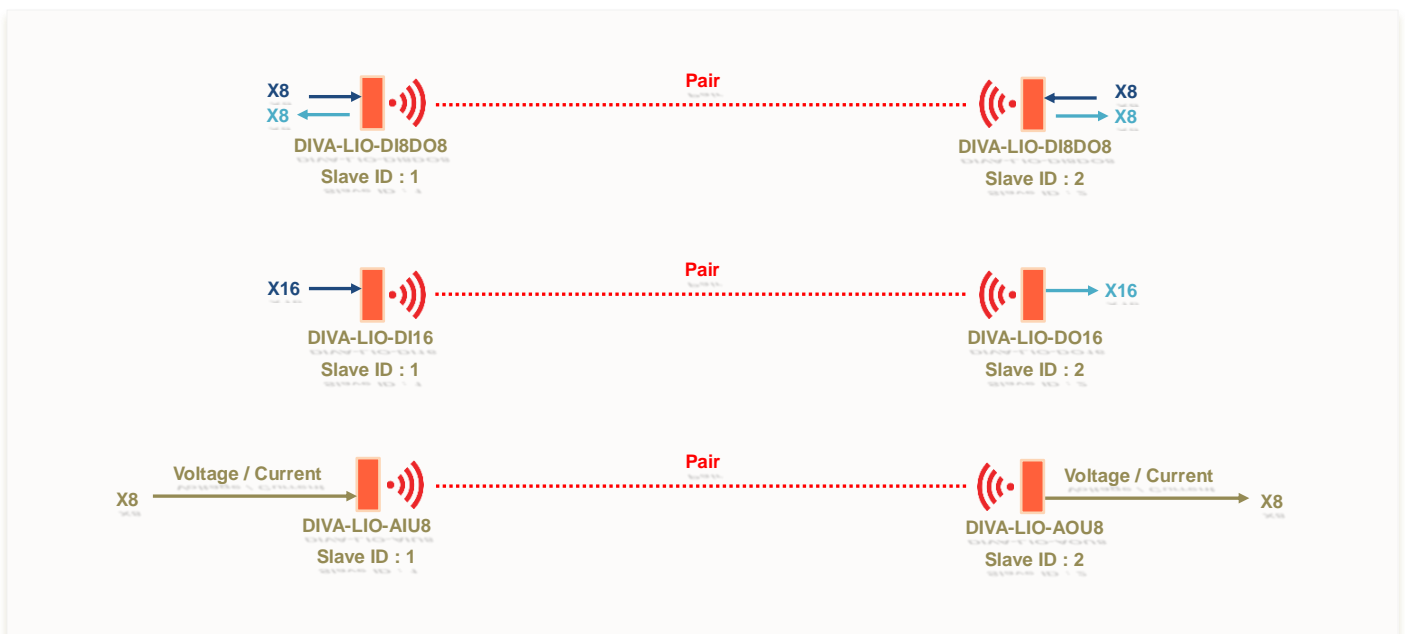 Pair
X8
X8
X8
X8
DIVA-LIO-DI8DO8
Slave ID : 1
DIVA-LIO-DI8DO8
Slave ID : 2
Pair
X16
X16
DIVA-LIO-DI16
Slave ID : 1
DIVA-LIO-DO16
Slave ID : 2
Pair
Voltage / Current
Voltage / Current
X8
X8
DIVA-LIO-AIU8
Slave ID : 1
DIVA-LIO-AOU8
Slave ID : 2